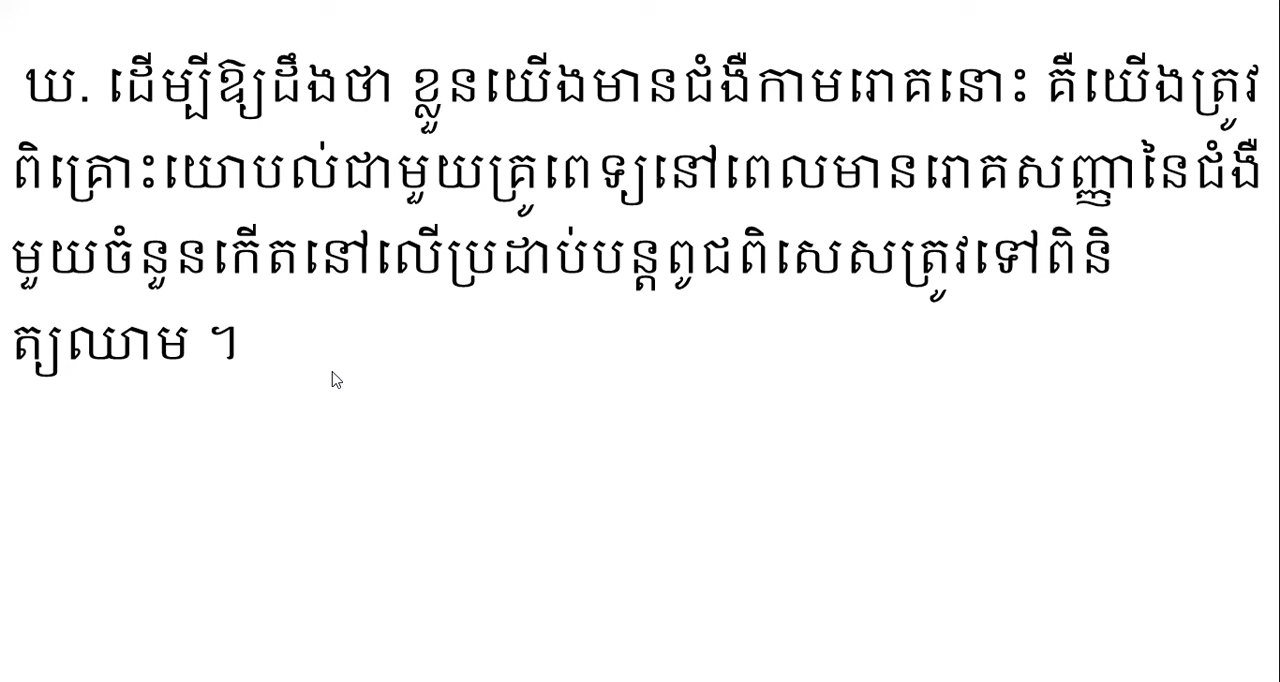 ឃ. ដើម្បីឱ្យដឹងថា ខ្លួនយើងមានជំងឺកាមរោគនោះ គឺយើងត្រូវ
ពិគ្រោះយោបល់ជាមួយគ្រូពេទ្យនៅពេលមានរោគសញ្ញានៃជំងឺ
មួយចំនួនកើតនៅលើប្រដាប់បន្តពូជពិសេសត្រូវទៅពិនិ
ត្យឈាម ។